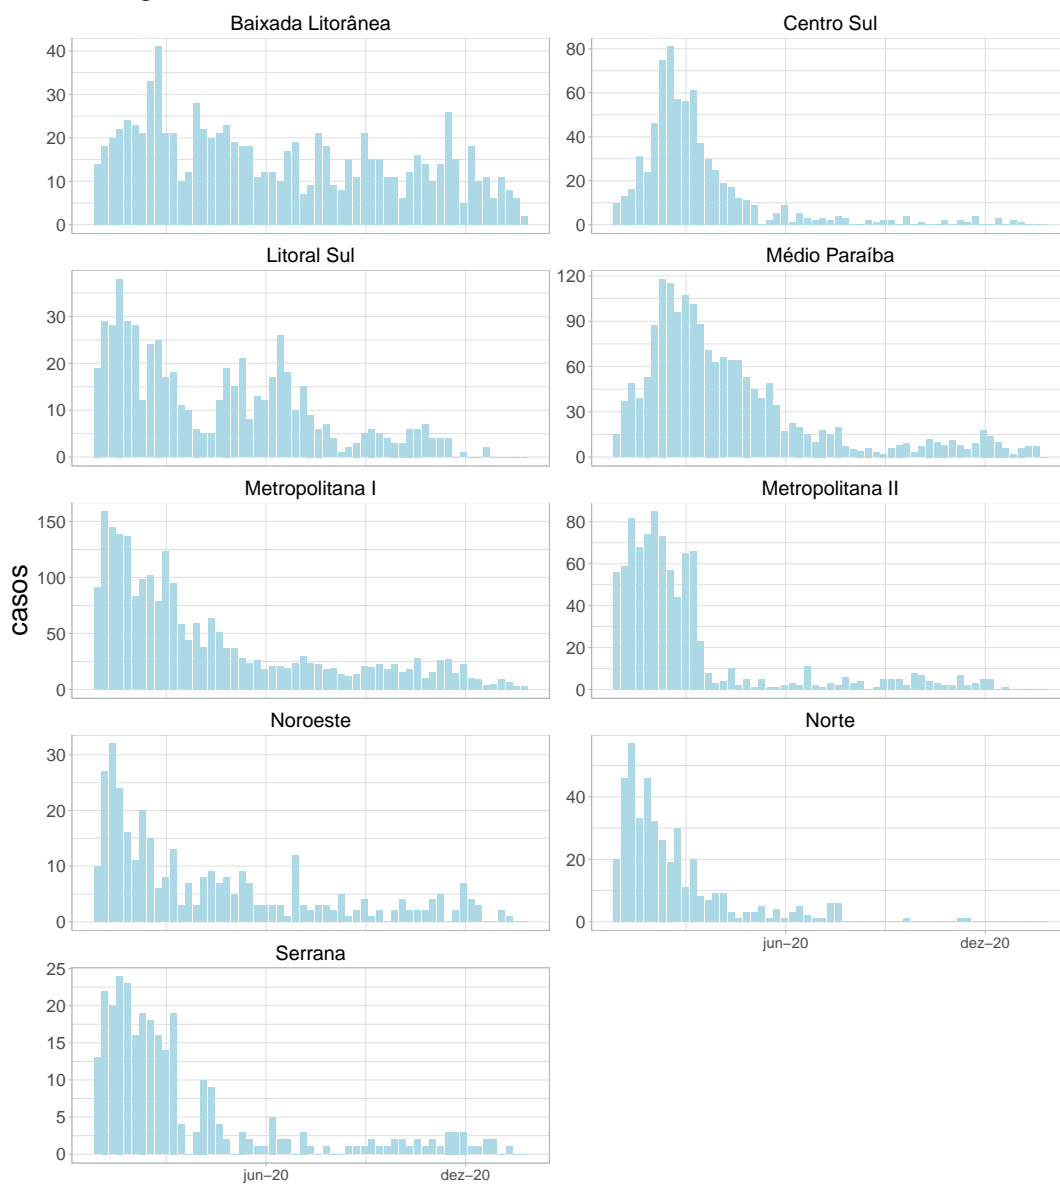 Baixada Litorânea
Centro Sul
40
30
20
10
0
80
60
40
20
0
Litoral Sul
Médio Paraíba
30
20
10
0
120
90
60
30
0
Metropolitana I
Metropolitana II
150
100
50
0
80
60
40
20
0
casos
Noroeste
Norte
30
20
10
0
40
20
0
jun−20
dez−20
Serrana
25
20
15
10
5
0
jun−20
dez−20